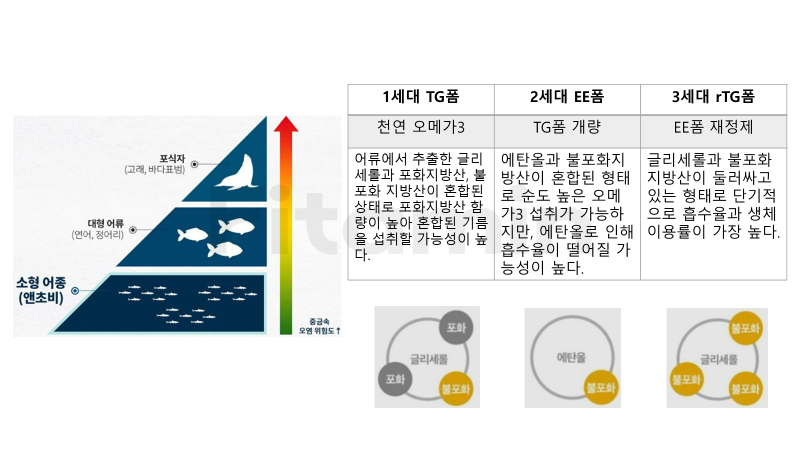 포식자
(고래, 바다표범)
대형 어류
(연어, 정어리)
소형 어종
(앤초비)
중금속
오염 위험도↑
1세대 TG폼
2세대 EE폼
3세대 rTG폼
천연 오메가3
TG폼 개량
EE폼 재정제
어류에서 추출한 글리
세롤과 포화지방산, 불
포화 지방산이 혼합된
상태로 포화지방산 함
량이 높아 혼합된 기름
을 섭취할 가능성이 높
다.
에탄올과 불포화지
방산이 혼합된 형태
로 순도 높은 오메
가3 섭취가 가능하
지만, 에탄올로 인해
흡수율이 떨어질 가
능성이 높다.
글리세롤과 불포화
지방산이 둘러싸고
있는 형태로 단기적
으로 흡수율과 생체
이용률이 가장 높다.
포화
글리세롤
포화
불포화
에탄올
불포화
불포화
글리세롤
불포화
불포화